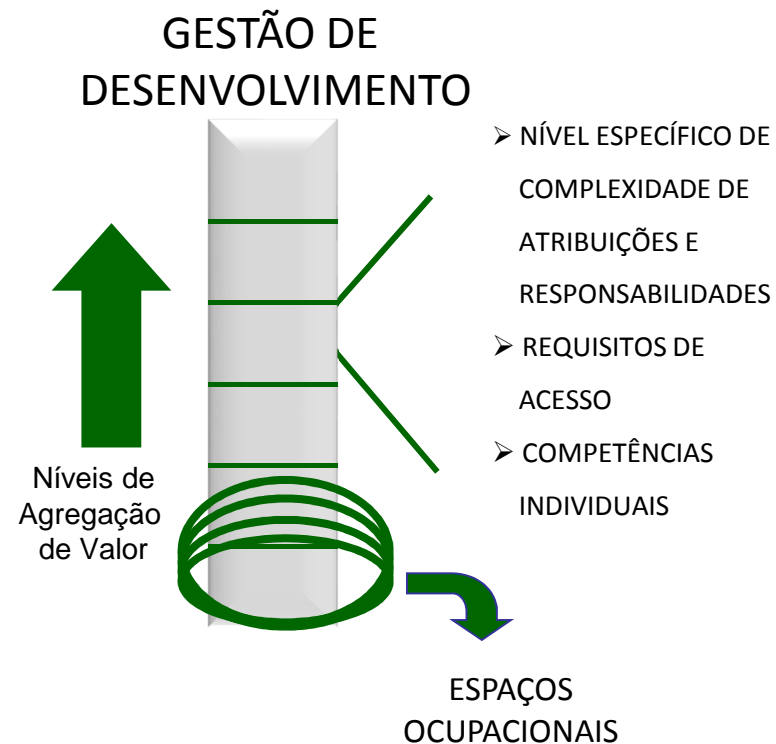 GESTÃO DE
DESENVOLVIMENTO
➢ NÍVEL ESPECÍFICO DE
COMPLEXIDADE DE
ATRIBUIÇÕES E
RESPONSABILIDADES
➢ REQUISITOS DE
ACESSO
➢ COMPETÊNCIAS
INDIVIDUAIS
Níveis de
Agregação
de Valor
ESPAÇOS
OCUPACIONAIS